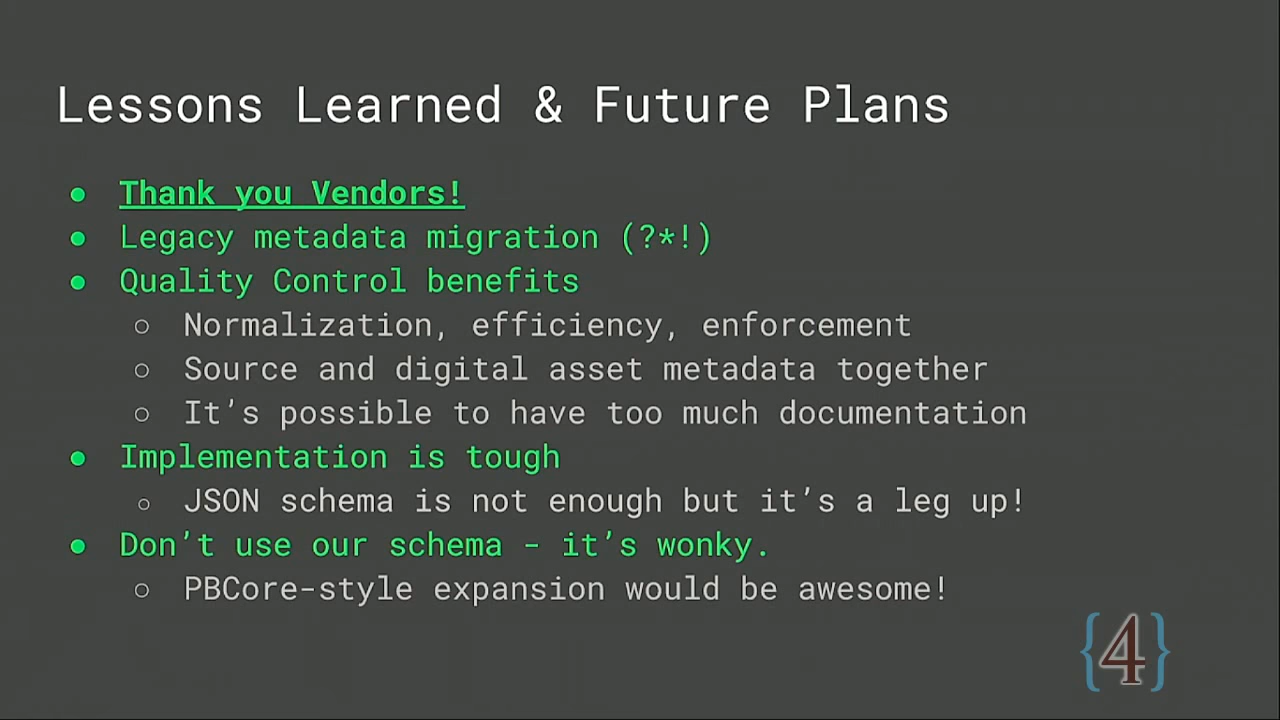 Lessons Learned & Future Plans
● Thank you Vendors!
● Legacy metadata migration (?*!)
● Quality Control benefits
○ Normalization, efficiency, enforcement
○ Source and digital asset metadata together
○ It’s possible to have too much documentation
● Implementation is tough
○ JSON schema is not enough but it’s a leg up!
● Don’t use our schema - it’s wonky.
○ PBCore-style expansion would be awesome!
{4}